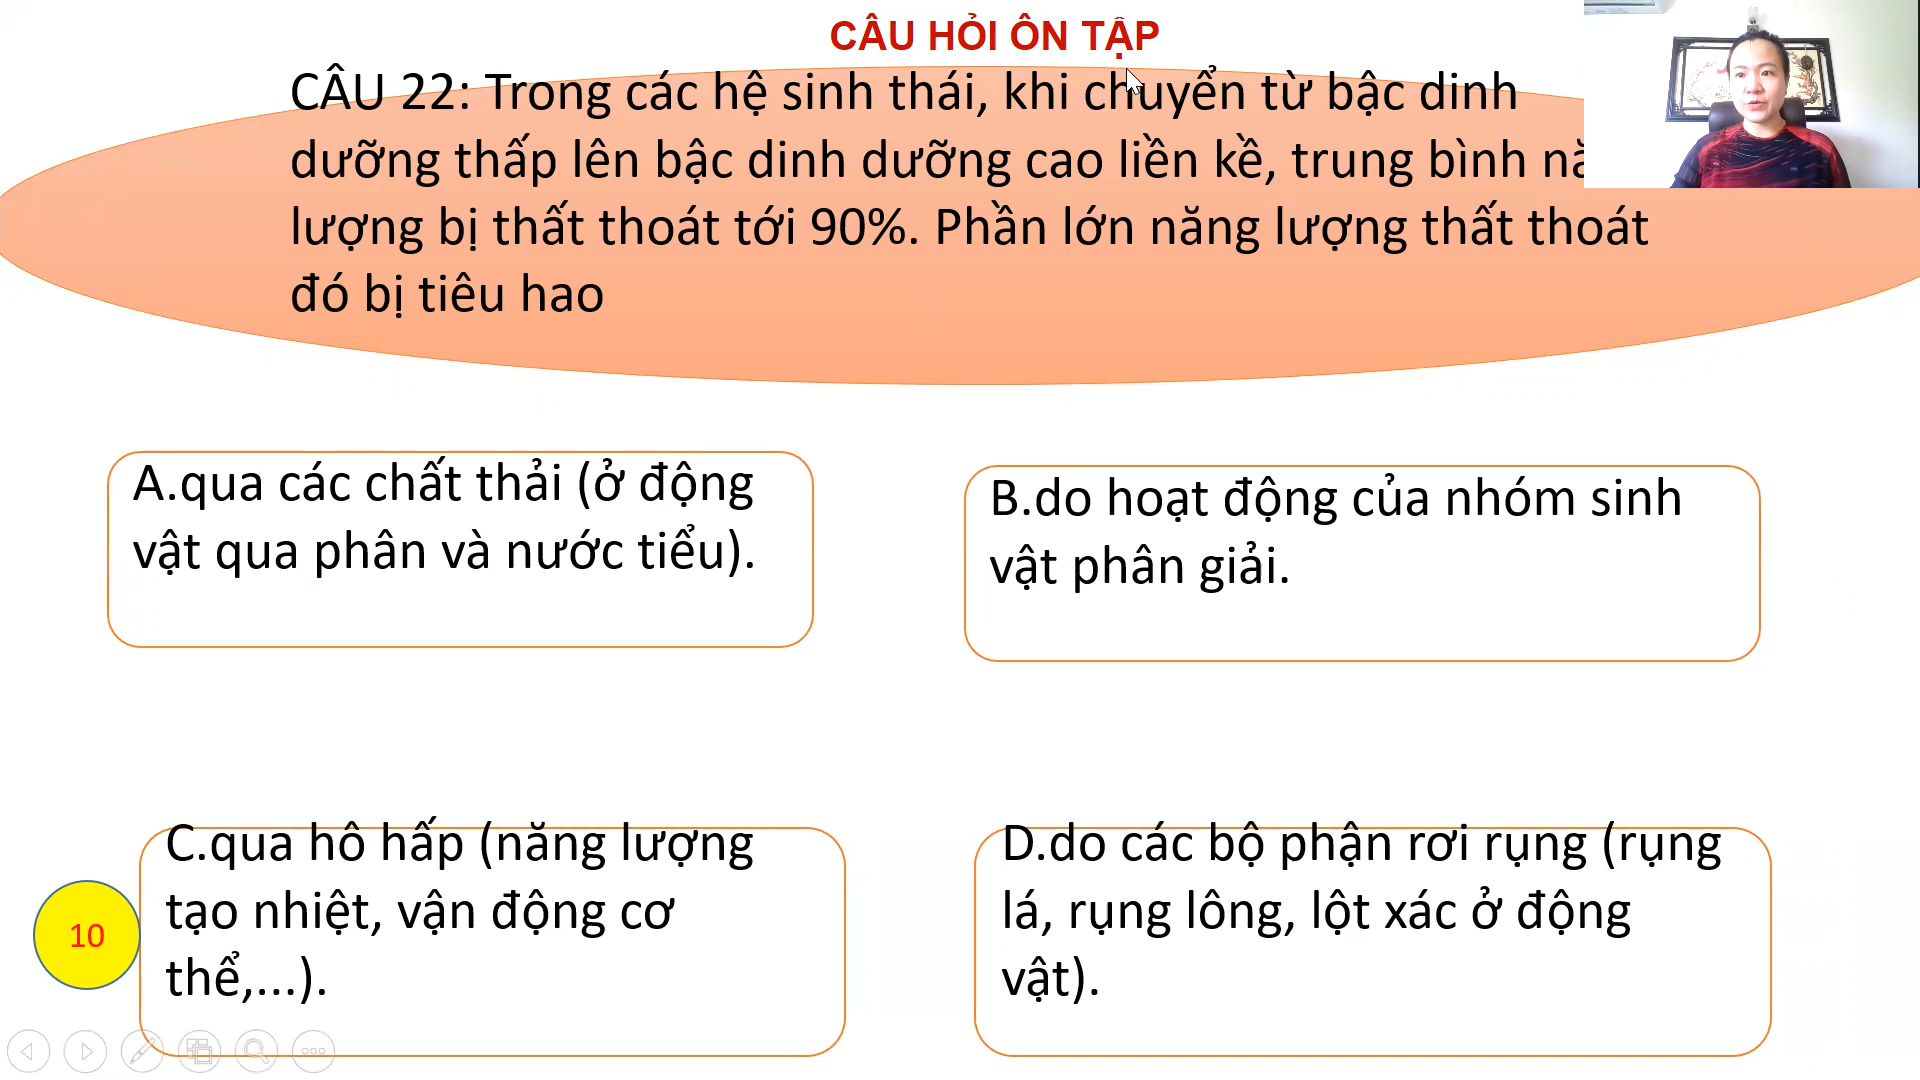 CÂU HỎI ÔN TẬP
CÂU 22: Trong các hệ sinh thái, khi chuyển từ bậc dinh
dưỡng thấp lên bậc dinh dưỡng cao liền kề, trung bình
lượng bị thất thoát tới 90%. Phần lớn năng lượng thất thoát
đó bị tiêu hao
A.qua các chất thải (ở động
vật qua phân và nước tiểu).
B.do hoạt động của nhóm sinh
vật phân giải.
C.qua hô hấp (năng lượng
tạo nhiệt, vận động cơ
thể,...).
D.do các bộ phận rơi rụng (rụng
lá, rụng lông, lột xác ở động
vật).
10